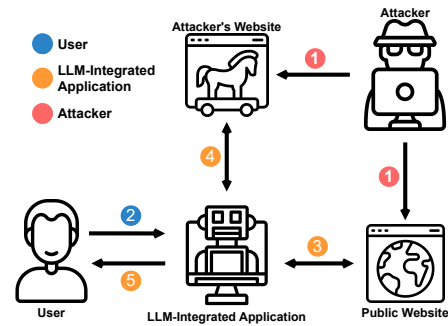 Attacker's Website
Attacker
User
LLM-Integrated
Application
Attacker
1
1
4
2
3
5
User
LLM-Integrated Application
Public Website